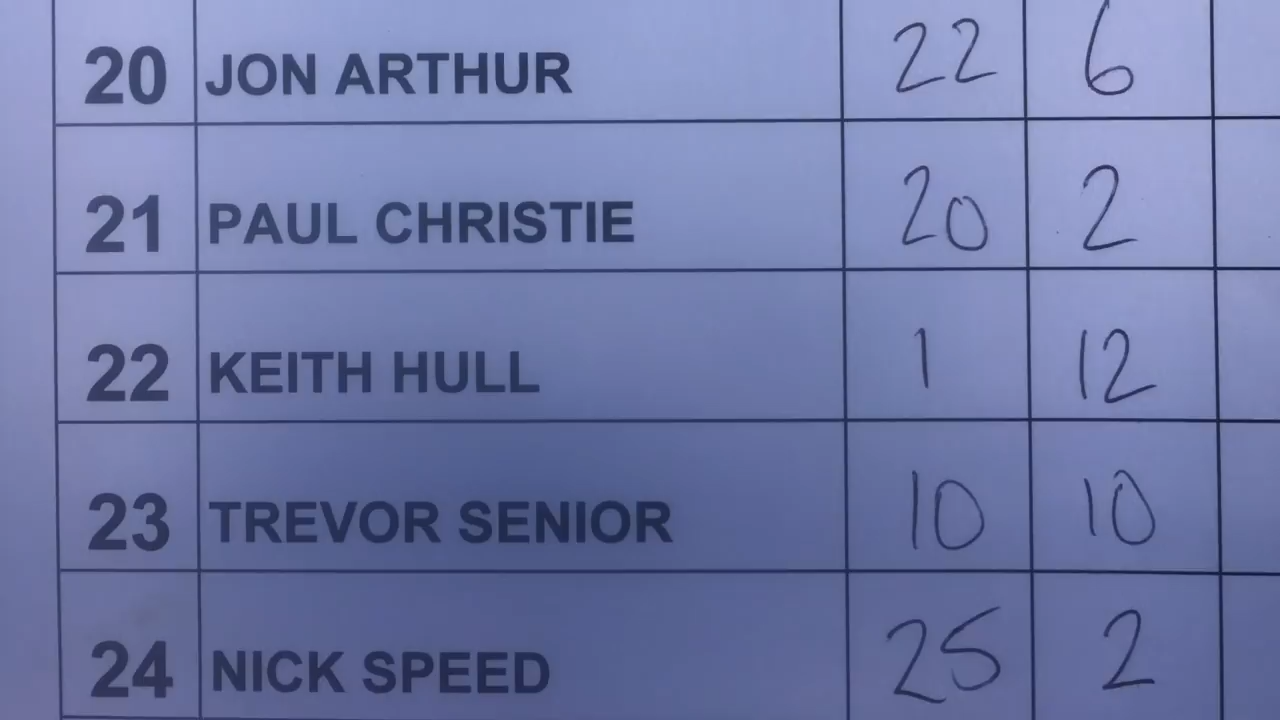 20 JON ARTHUR 22 6
21 PAUL CHRISTIE 20 2
22 KEITH HULL 1 12
23 TREVOR SENIOR 10 10
24 NICK SPEED 25 2